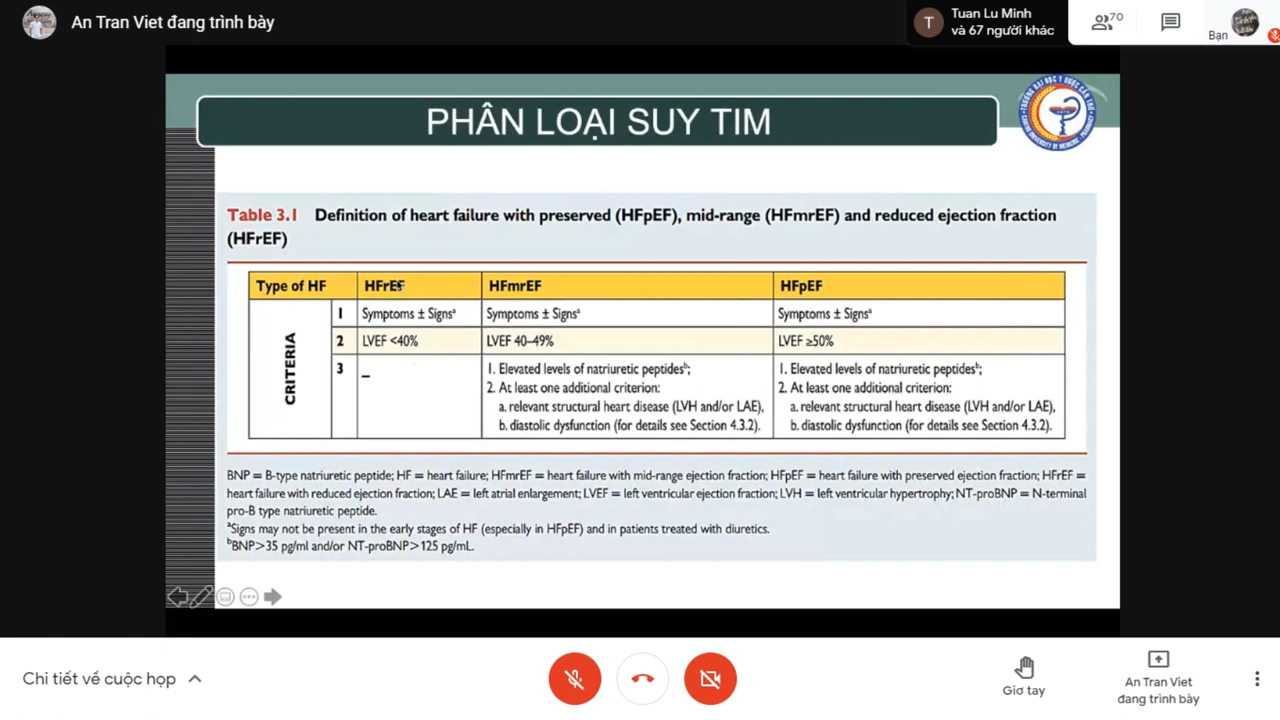 An Tran Viet đang trình bày
T
Tuan Lu Minh
và 67 người khác
70
Bạn
PHÂN LOẠI SUY TIM
TRƯỜNG ĐẠI HỌC Y DƯỢC CẦN THƠ
Table 3.1 Definition of heart failure with preserved (HFpEF), mid-range (HFmrEF) and reduced ejection fraction
(HFrEF)
Type of HF HFrEF HFmrEF HFpEF
CRITERIA
1 Symptoms ± Signsᵃ Symptoms ± Signsᵃ Symptoms ± Signsᵃ
2 LVEF <40% LVEF 40–49% LVEF ≥50%
3 – 1. Elevated levels of natriuretic peptidesᵇ; 1. Elevated levels of natriuretic peptidesᵇ;
2. At least one additional criterion: 2. At least one additional criterion:
a. relevant structural heart disease (LVH and/or LAE), a. relevant structural heart disease (LVH and/or LAE),
b. diastolic dysfunction (for details see Section 4.3.2). b. diastolic dysfunction (for details see Section 4.3.2).
BNP = B-type natriuretic peptide; HF = heart failure; HFmrEF = heart failure with mid-range ejection fraction; HFpEF = heart failure with preserved ejection fraction; HFrEF =
heart failure with reduced ejection fraction; LAE = left atrial enlargement; LVEF = left ventricular ejection fraction; LVH = left ventricular hypertrophy; NT-proBNP = N-terminal
pro-B type natriuretic peptide.
ᵃSigns may not be present in the early stages of HF (especially in HFpEF) and in patients treated with diuretics.
ᵇBNP>35 pg/ml and/or NT-proBNP>125 pg/mL.
Chi tiết về cuộc họp
Giơ tay
An Tran Viet
đang trình bày